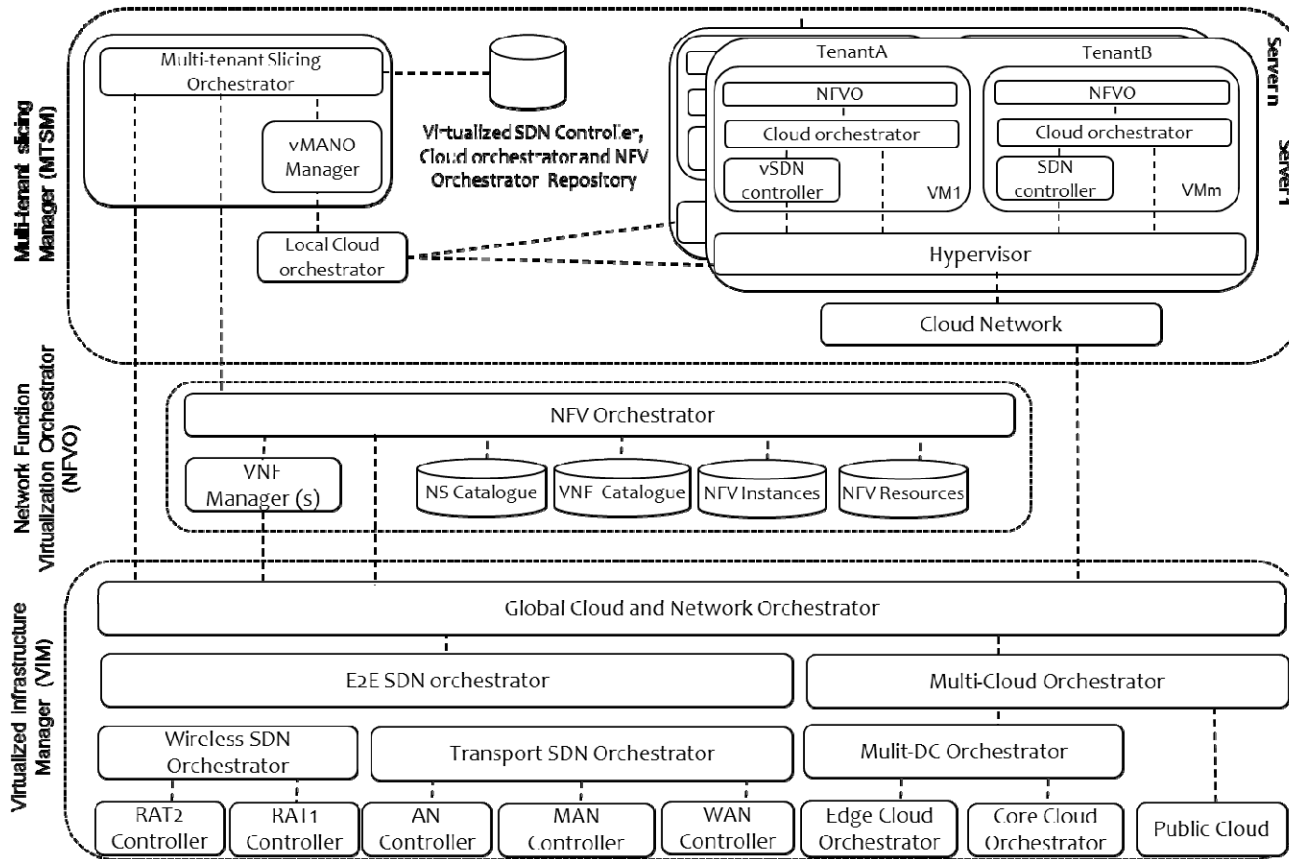 Multi-tenant slicing
Manager (MTSM)
Multi-tenant Slicing
Orchestrator
vMANO
Manager
Local Cloud
orchestrator
Virtualized SDN Controller,
Cloud orchestrator and NFV
Orchestrator Repository
TenantA
NFVO
Cloud orchestrator
vSDN
controller
VM1
TenantB
NFVO
Cloud orchestrator
SDN
controller
VMm
Hypervisor
Servern
Server1
Cloud Network
Network Function
Virtualization Orchestrator
(NFVO)
NFV Orchestrator
VNF
Manager (s)
NS Catalogue
VNF Catalogue
NFV Instances
NFV Resources
Virtualized Infrastructure
Manager (VIM)
Global Cloud and Network Orchestrator
E2E SDN orchestrator
Multi-Cloud Orchestrator
Wireless SDN
Orchestrator
Transport SDN Orchestrator
Mulit-DC Orchestrator
RAT2
Controller
RAT1
Controller
AN
Controller
MAN
Controller
WAN
Controller
Edge Cloud
Orchestrator
Core Cloud
Orchestrator
Public Cloud